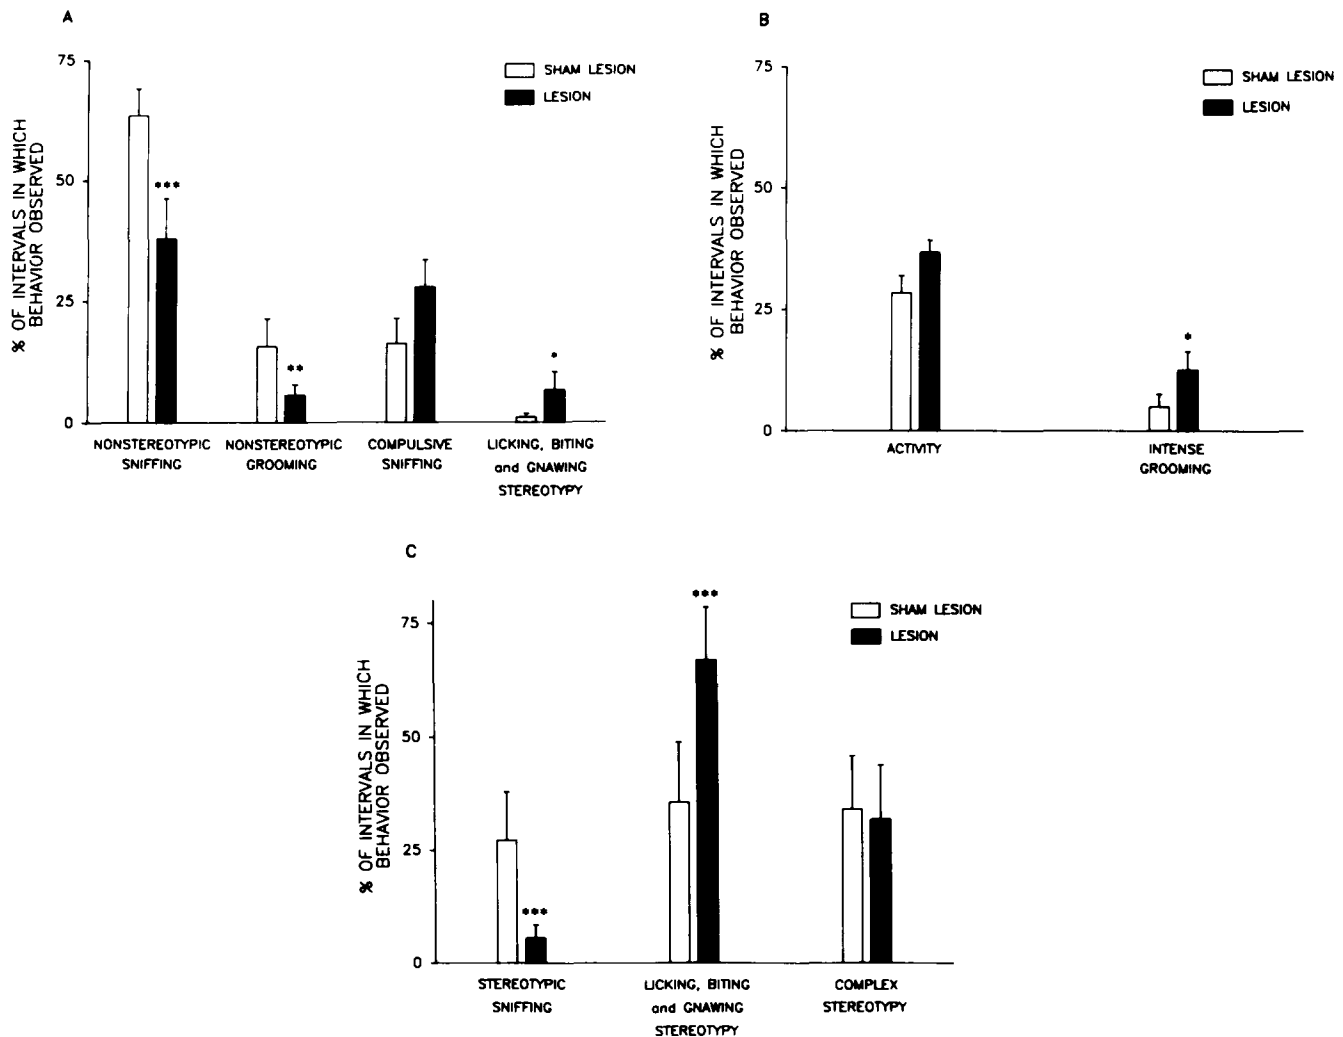 A
% OF INTERVALS IN WHICH
BEHAVIOR OBSERVED
75
50
25
0
SHAM LESION
LESION
***
**
*
NONSTEREOTYPIC
SNIFFING
NONSTEREOTYPIC
GROOMING
COMPULSIVE
SNIFFING
LICKING, BITING
and GNAWING
STEREOTYPY
B
% OF INTERVALS IN WHICH
BEHAVIOR OBSERVED
75
50
25
0
SHAM LESION
LESION
*
ACTIVITY
INTENSE
GROOMING
C
% OF INTERVALS IN WHICH
BEHAVIOR OBSERVED
75
50
25
0
SHAM LESION
LESION
***
***
STEREOTYPIC
SNIFFING
LICKING, BITING
and GNAWING
STEREOTYPY
COMPLEX
STEREOTYPY